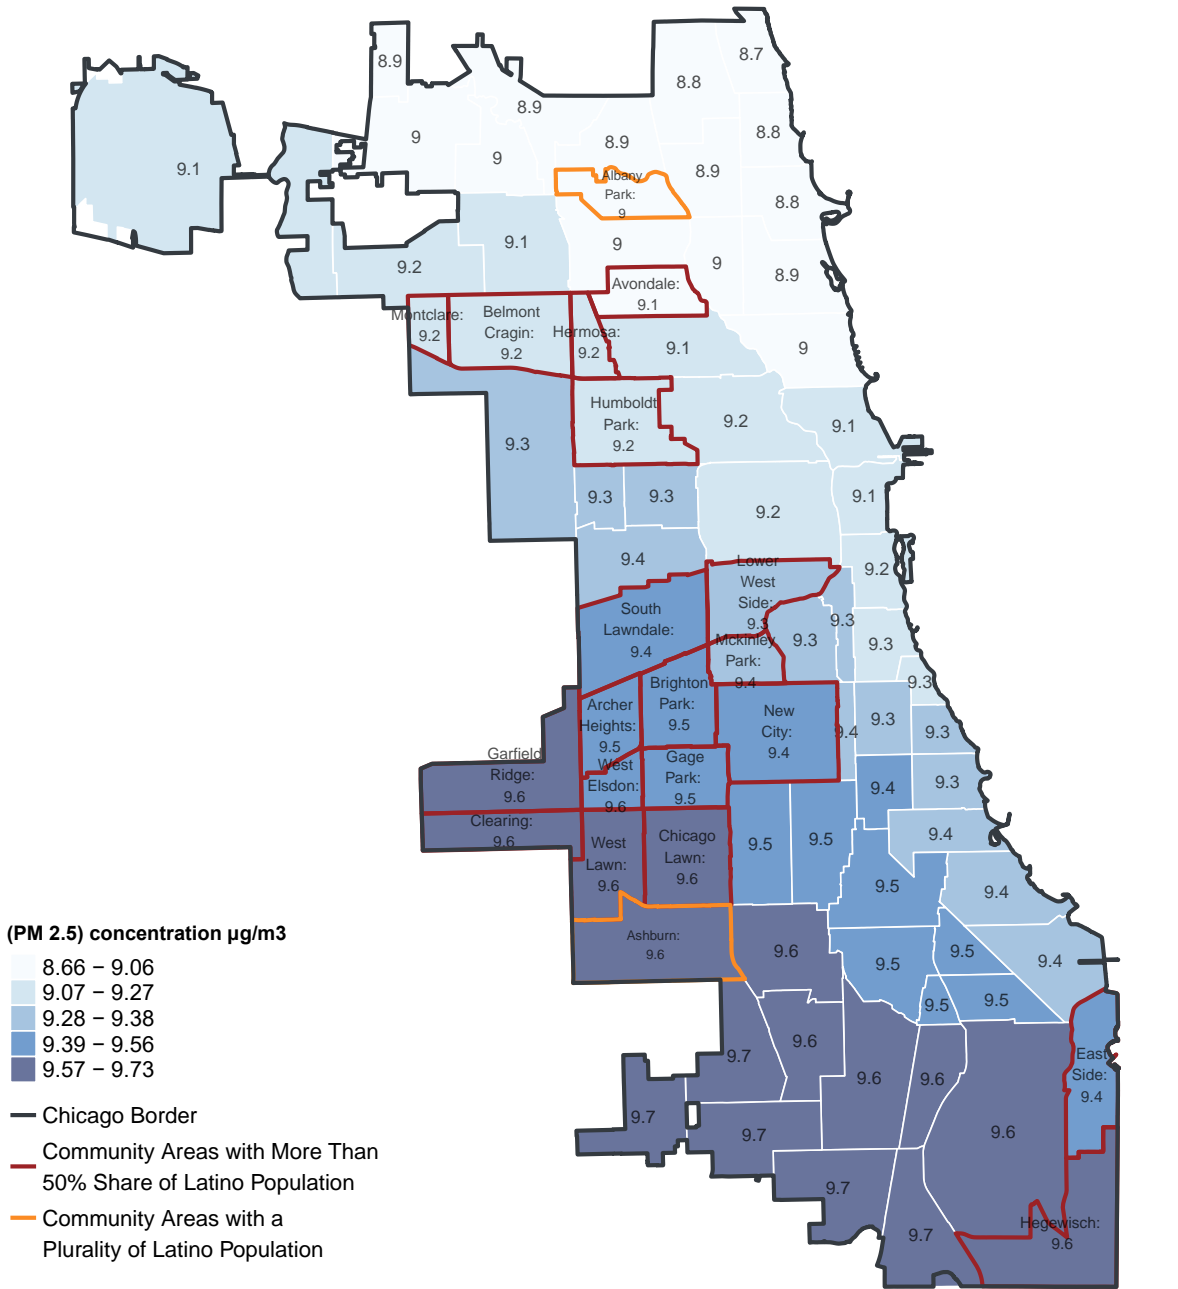 8.9
8.7
8.8
8.9
9
9
8.9
8.8
8.9
9.1
Albany
Park:
9
8.8
9.1
9
9
8.9
9.2
Avondale:
9.1
Montclare:
9.2
Belmont
Cragin:
9.2
Hermosa:
9.2
9.1
9
Humboldt
Park:
9.2
9.2
9.1
9.3
9.3
9.3
9.2
9.1
9.4
Lower
West
Side:
9.3
9.2
South
Lawndale:
9.4
Mckinley
Park:
9.4
9.3
9.3
9.3
9.3
Archer
Heights:
9.5
Brighton
Park:
9.5
New
City:
9.4
9.4
9.3
9.3
Garfield
Ridge:
9.6
West
Elsdon:
9.6
Gage
Park:
9.5
9.4
9.3
Clearing:
9.6
West
Lawn:
9.6
Chicago
Lawn:
9.6
9.5
9.5
9.4
9.5
9.4
Ashburn:
9.6
9.6
9.5
9.5
9.4
9.5
9.5
9.7
9.6
9.6
9.6
East
Side:
9.4
9.7
9.7
9.6
9.7
9.7
Hegewisch:
9.6
(PM 2.5) concentration µg/m3
8.66 − 9.06
9.07 − 9.27
9.28 − 9.38
9.39 − 9.56
9.57 − 9.73
Chicago Border
Community Areas with More Than
50% Share of Latino Population
Community Areas with a
Plurality of Latino Population